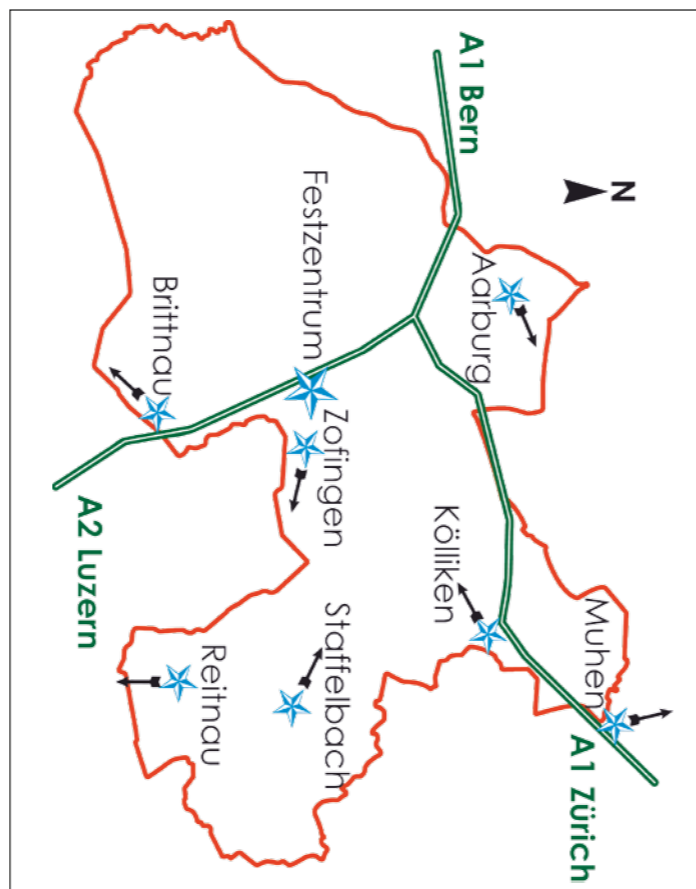 A1 Bern
N
Aarburg
Festzentrum
Brittnau
Zofingen
A2 Luzern
Kölliken
Muhen
Staffelbach
Reitnau
A1 Zürich